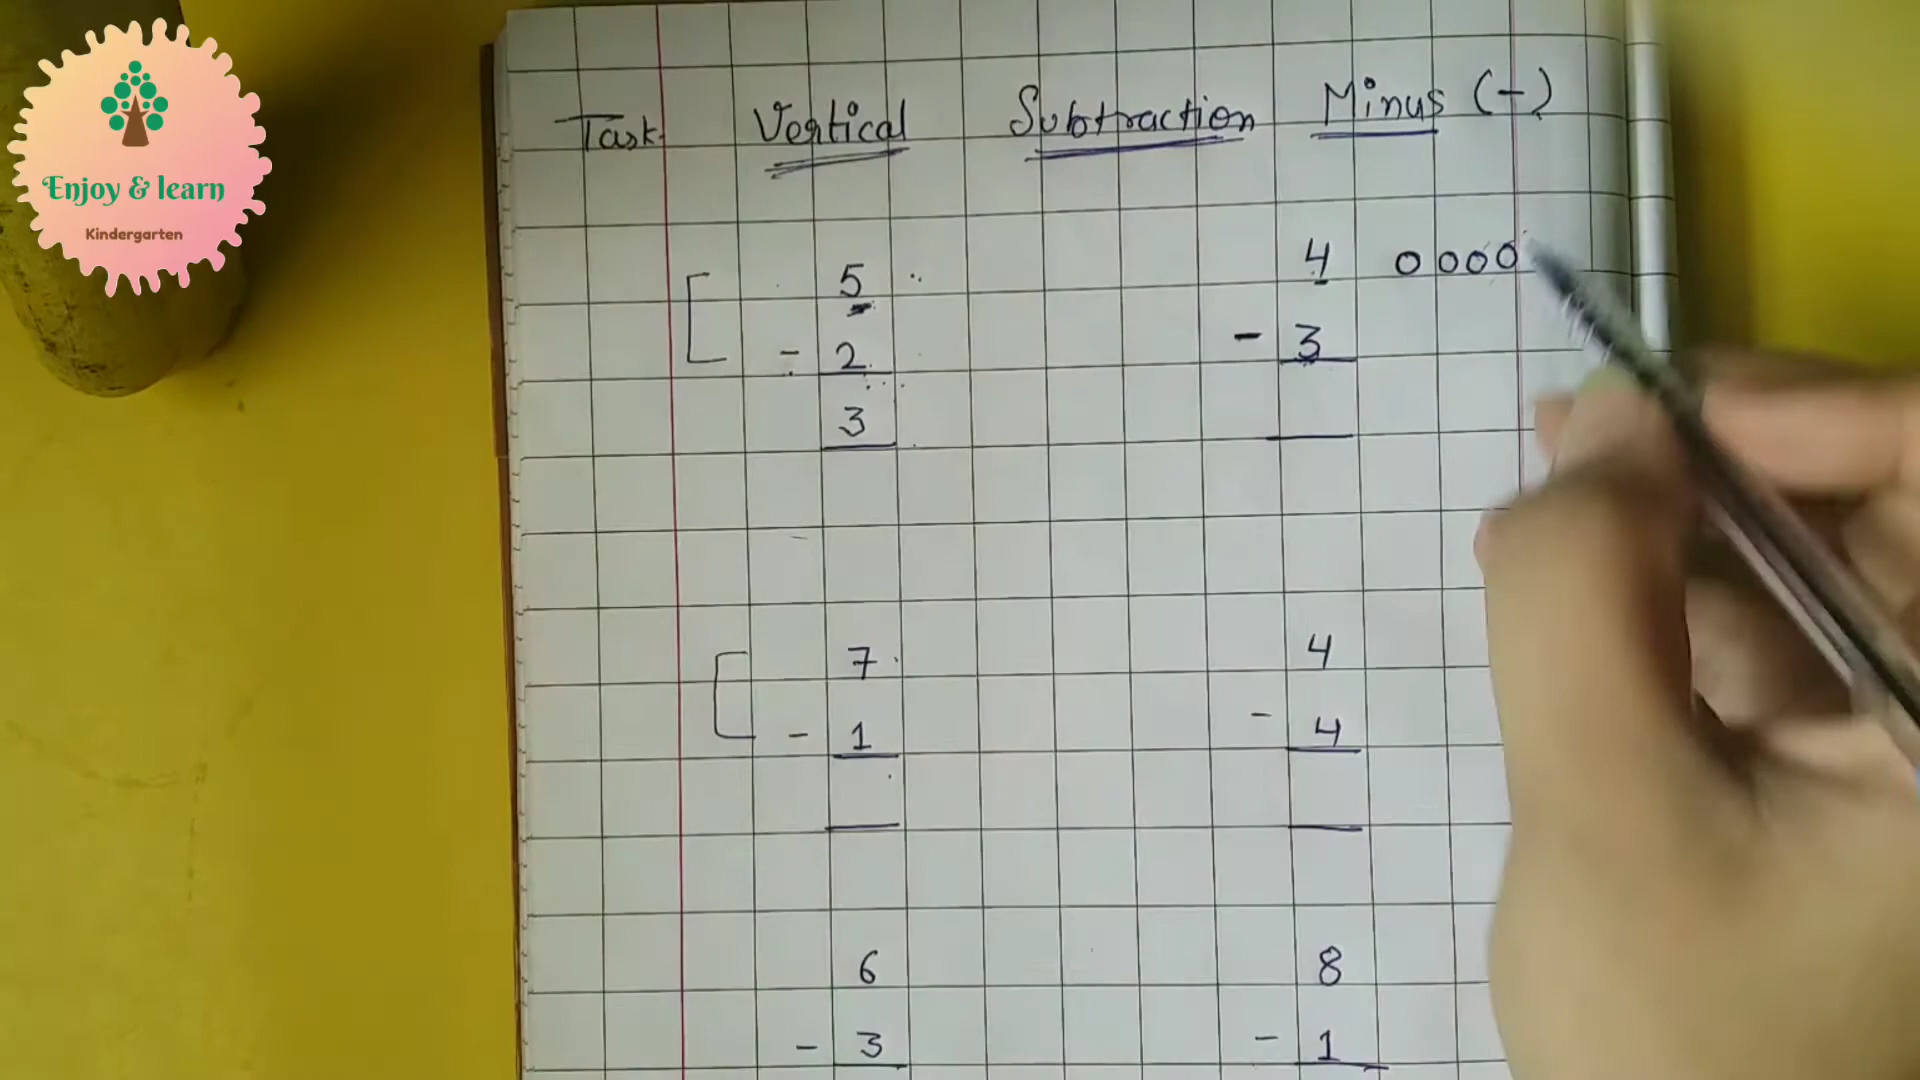 Enjoy & learn
Kindergarten
Task Vertical Subtraction Minus (-)
5 4 0000
- 2 - 3
3
7 4
- 1 - 4
6 8
- 3 - 1